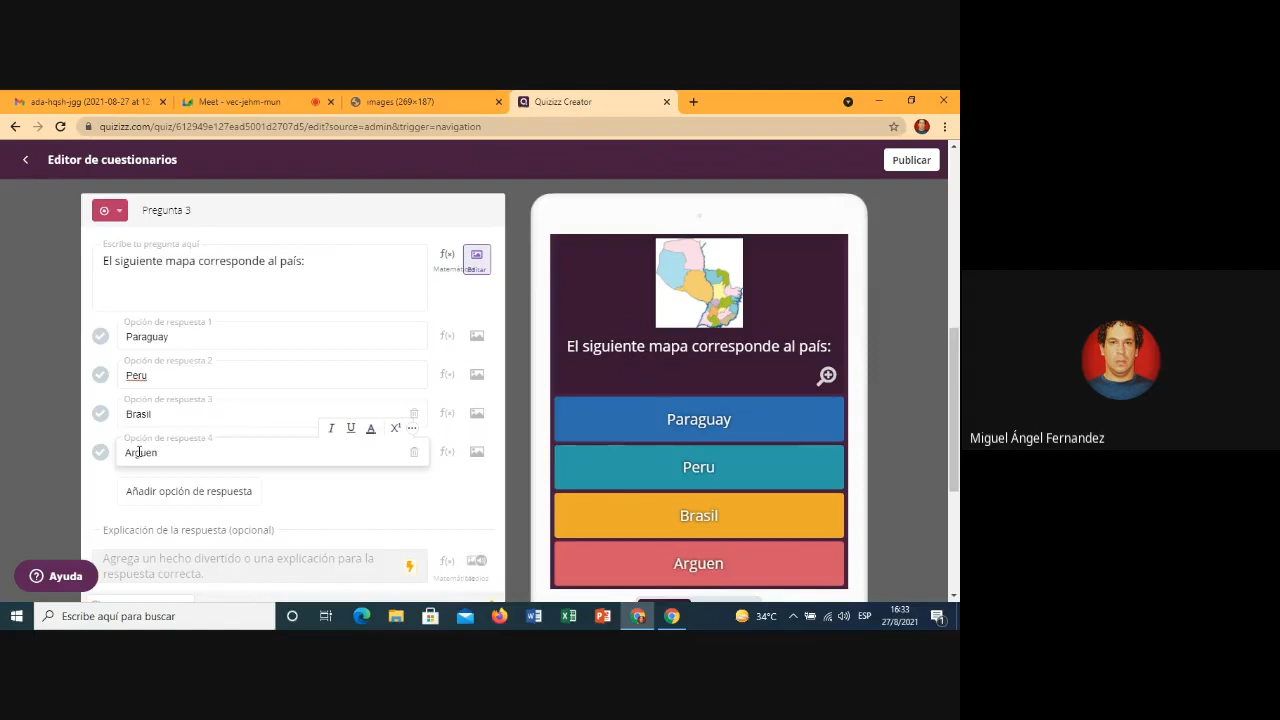 ada-hqsh-jgg (2021-08-27 at 12
Meet - vec-jehm-mun
images (269×187)
Quizizz Creator
quizizz.com/quiz/612949e127ead5001d2707d5/edit?source=admin&trigger=navigation
Editor de cuestionarios
Publicar
Pregunta 3
Escribe tu pregunta aquí
El siguiente mapa corresponde al país:
f(x)
Editar
Opción de respuesta 1
Paraguay
f(x)
Opción de respuesta 2
Peru
f(x)
Opción de respuesta 3
Brasil
f(x)
I U A X¹ ...
Opción de respuesta 4
Arguen
f(x)
Añadir opción de respuesta
Explicación de la respuesta (opcional)
Agrega un hecho divertido o una explicación para la
respuesta correcta.
f(x)
Ayuda
El siguiente mapa corresponde al país:
Paraguay
Peru
Brasil
Arguen
Miguel Ángel Fernandez
Escribe aquí para buscar
34°C
ESP
16:33
27/8/2021
1